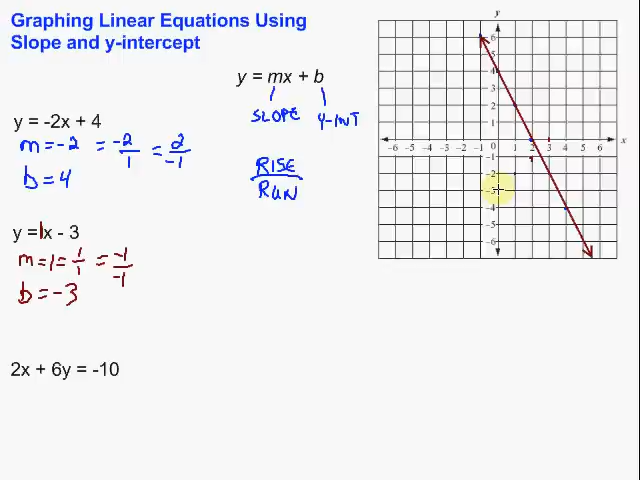 Graphing Linear Equations Using
Slope and y-intercept
y = mx + b
SLOPE Y-INT
y = -2x + 4
m = -2 = -2/1 = 2/-1
b = 4
RISE
RUN
y = 1x - 3
m = 1 = 1/1 = -1/-1
b = -3
2x + 6y = -10
y
6
5
4
3
2
1
-6 -5 -4 -3 -2 -1 0 1 2 3 4 5 6 x
-1
-2
-3
-4
-5
-6